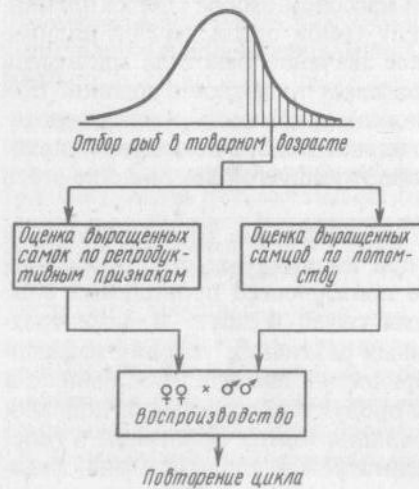 Отбор рыб в товарном возрасте
Оценка выращенных
самок по репродук-
тивным признакам
Оценка выращенных
самцов по потом-
ству
♀♀ × ♂♂
Воспроизводство
Повторение цикла